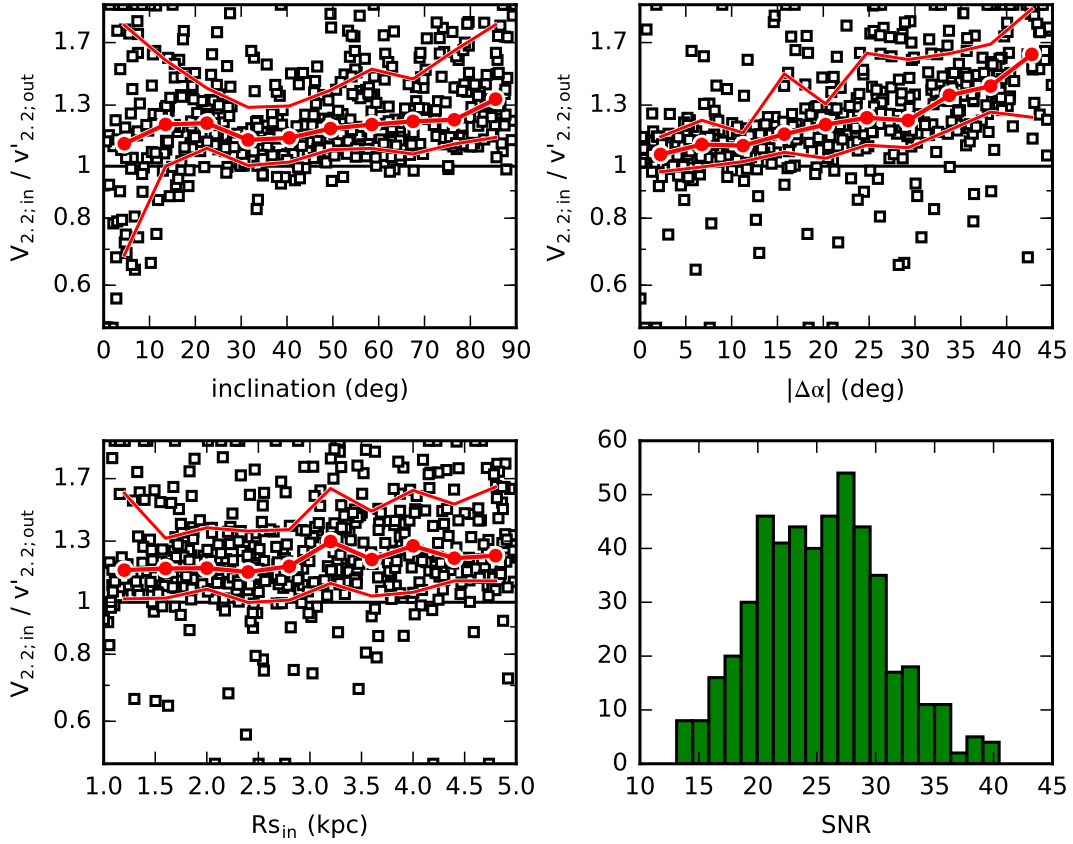 1.7
1.3
1
0.8
0.6
V2.2;in / v'2.2;out
0 10 20 30 40 50 60 70 80 90
inclination (deg)
1.7
1.3
1
0.8
0.6
V2.2;in / v'2.2;out
0 5 10 15 20 25 30 35 40 45
|Δα| (deg)
1.7
1.3
1
0.8
0.6
V2.2;in / v'2.2;out
1.0 1.5 2.0 2.5 3.0 3.5 4.0 4.5 5.0
Rsin (kpc)
60
50
40
30
20
10
0
10 15 20 25 30 35 40 45
SNR